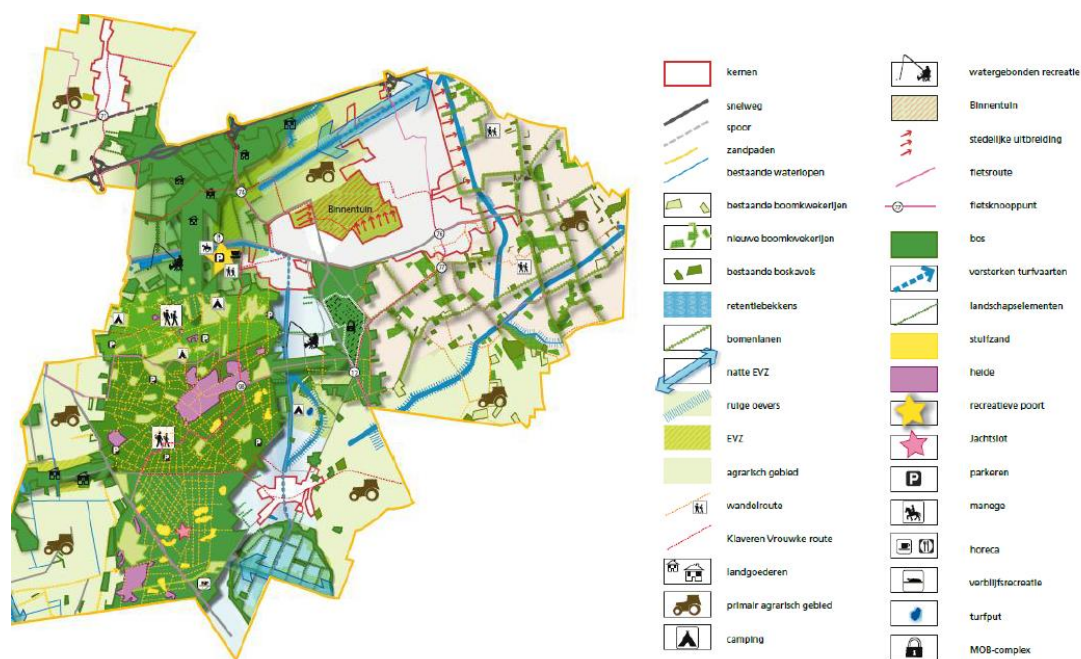 Binnentuin
kernen
snelweg
spoor
zandpaden
bestaande waterlopen
bestaande boomkwekerijen
nieuwe boomkwekerijen
bestaande boskavels
retentiebekkens
bomenlanen
natte EVZ
ruige oevers
EVZ
agrarisch gebied
wandelroute
Klaveren Vrouwke route
landgoederen
primair agrarisch gebied
camping
watergebonden recreatie
Binnentuin
stedelijke uitbreiding
fietsroute
fietsknooppunt
bos
versterken turfvaarten
landschapselementen
stuifzand
heide
recreatieve poort
Jachtslot
parkeren
manege
horeca
verblijfsrecreatie
turfput
MOB-complex